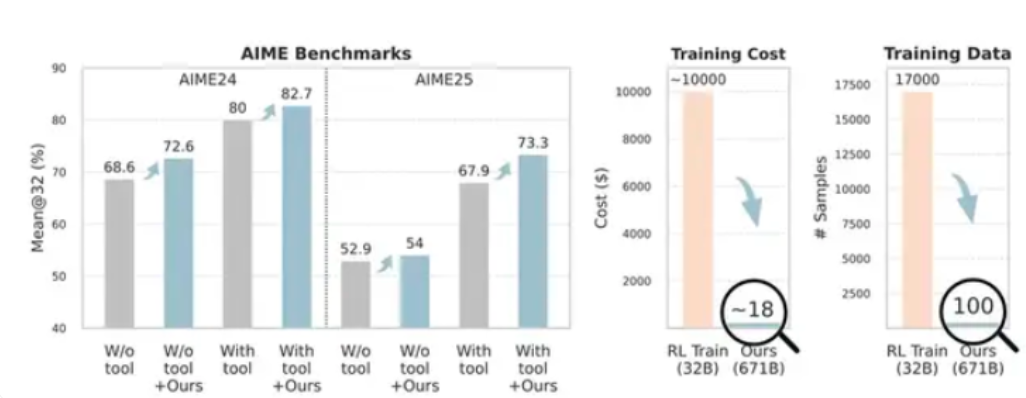 AIME Benchmarks
AIME24
AIME25
Mean@32 (%)
90
80
70
60
50
40
68.6
72.6
80
82.7
52.9
54
67.9
73.3
W/o tool
W/o tool +Ours
With tool
With tool +Ours
W/o tool
W/o tool +Ours
With tool
With tool +Ours
Training Cost
Cost ($)
10000
8000
6000
4000
2000
~10000
~18
RL Train (32B)
Ours (671B)
Training Data
# Samples
17500
15000
12500
10000
7500
5000
2500
17000
100
RL Train (32B)
Ours (671B)